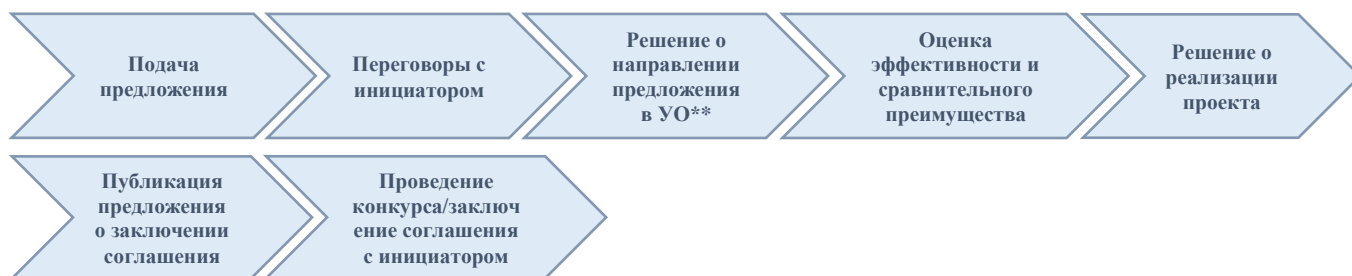 Подача
предложения
Переговоры с
инициатором
Решение о
направлении
предложения
в УО**
Оценка
эффективности и
сравнительного
преимущества
Решение о
реализации
проекта
Публикация
предложения
о заключении
соглашения
Проведение
конкурса/заключ
ение соглашения
с инициатором